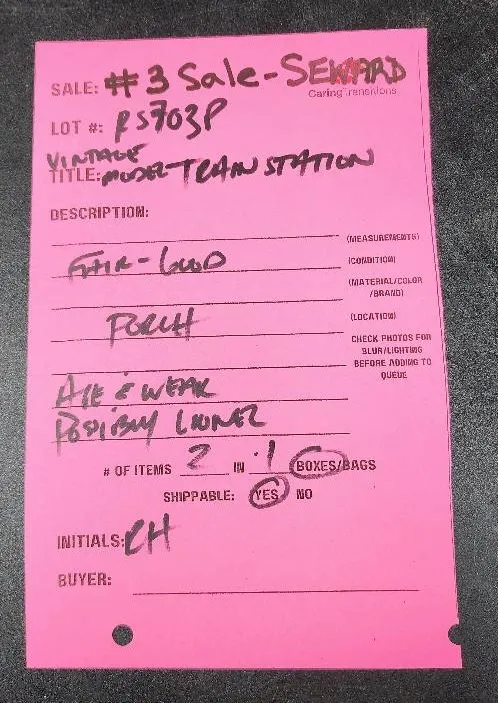 SALE: #3 Sale - SEWARD
CaringTransitions
LOT #: RS703P
VINTAGE
TITLE: MODEL TRAIN STATION
DESCRIPTION:
(MEASUREMENTS)
FAIR - GOOD (CONDITION)
(MATERIAL/COLOR
/BRAND)
PORCH (LOCATION)
CHECK PHOTOS FOR
BLUR/LIGHTING
BEFORE ADDING TO
QUEUE
AGE & WEAR
POSSIBLY LIONEL
# OF ITEMS 2 IN 1 BOXES/BAGS
SHIPPABLE: YES NO
INITIALS: RH
BUYER: